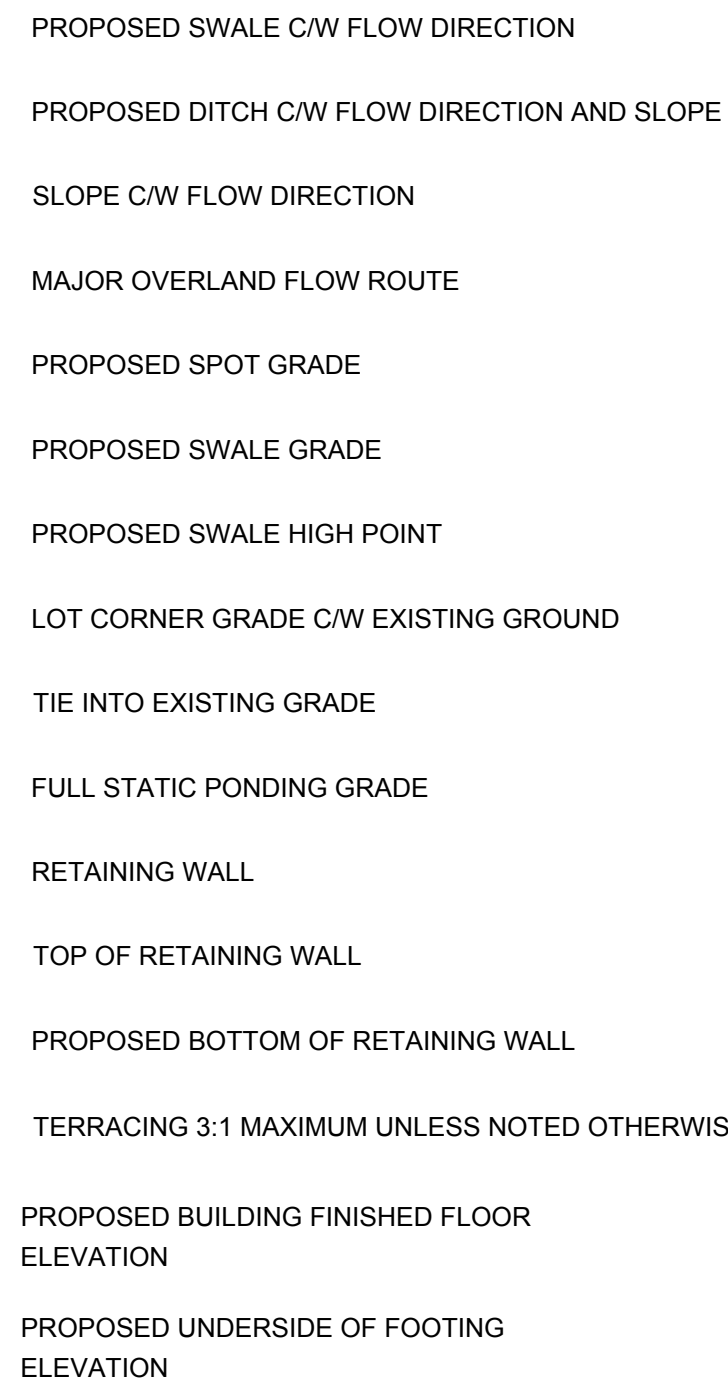 PROPOSED SWALE C/W FLOW DIRECTION
PROPOSED DITCH C/W FLOW DIRECTION AND SLOPE
SLOPE C/W FLOW DIRECTION
MAJOR OVERLAND FLOW ROUTE
PROPOSED SPOT GRADE
PROPOSED SWALE GRADE
PROPOSED SWALE HIGH POINT
LOT CORNER GRADE C/W EXISTING GROUND
TIE INTO EXISTING GRADE
FULL STATIC PONDING GRADE
RETAINING WALL
TOP OF RETAINING WALL
PROPOSED BOTTOM OF RETAINING WALL
TERRACING 3:1 MAXIMUM UNLESS NOTED OTHERWIS
PROPOSED BUILDING FINISHED FLOOR
ELEVATION
PROPOSED UNDERSIDE OF FOOTING
ELEVATION